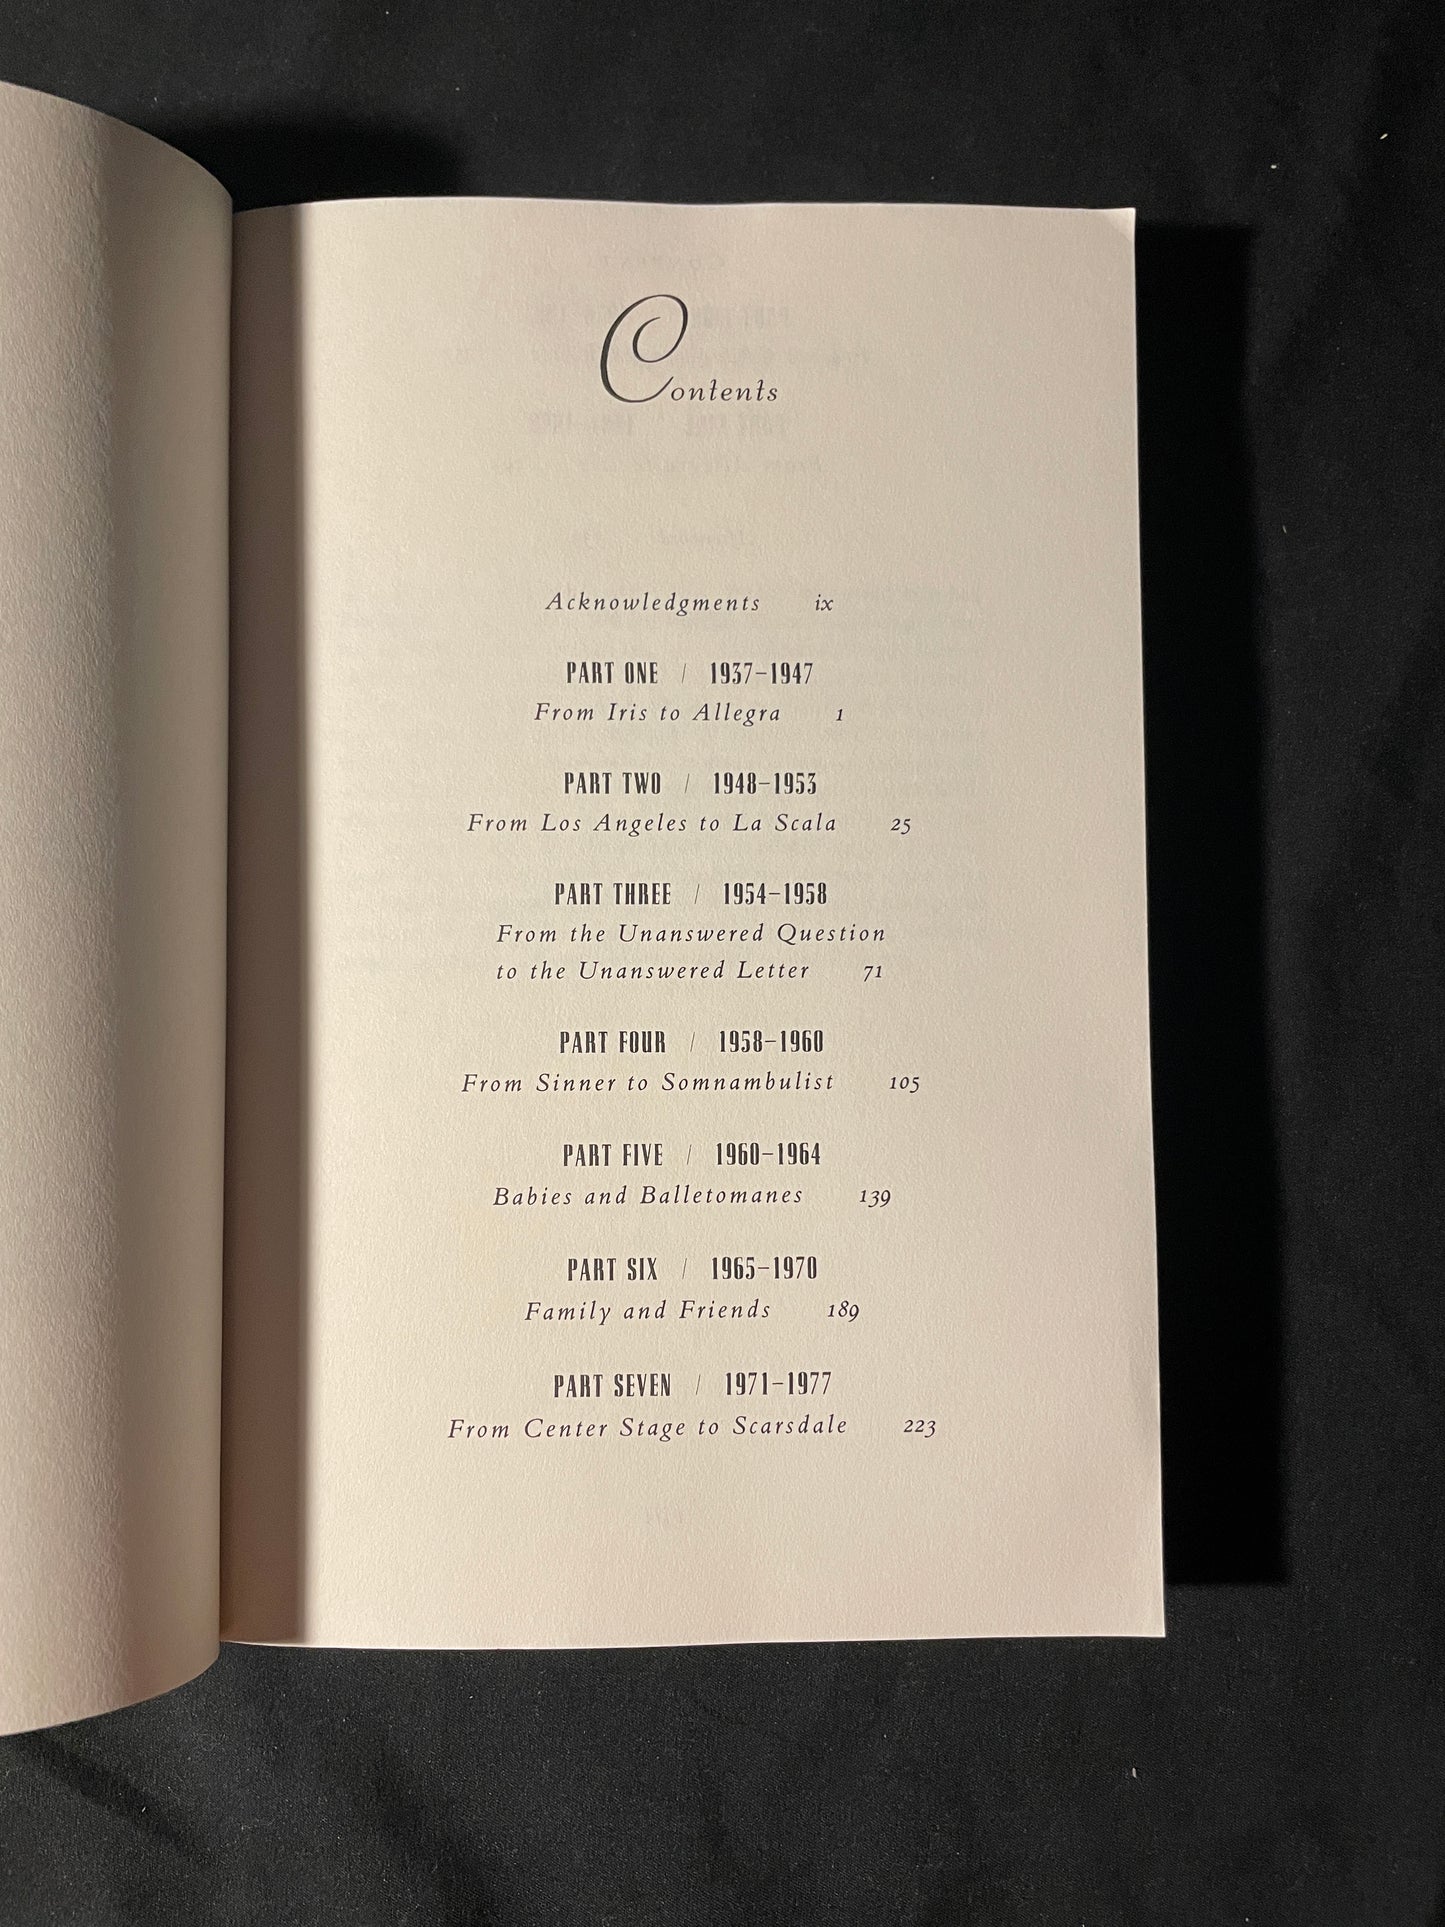 Contents
Acknowledgments ix
PART ONE / 1937–1947
From Iris to Allegra 1
PART TWO / 1948–1953
From Los Angeles to La Scala 25
PART THREE / 1954–1958
From the Unanswered Question
to the Unanswered Letter 71
PART FOUR / 1958–1960
From Sinner to Somnambulist 105
PART FIVE / 1960–1964
Babies and Balletomanes 139
PART SIX / 1965–1970
Family and Friends 189
PART SEVEN / 1971–1977
From Center Stage to Scarsdale 223